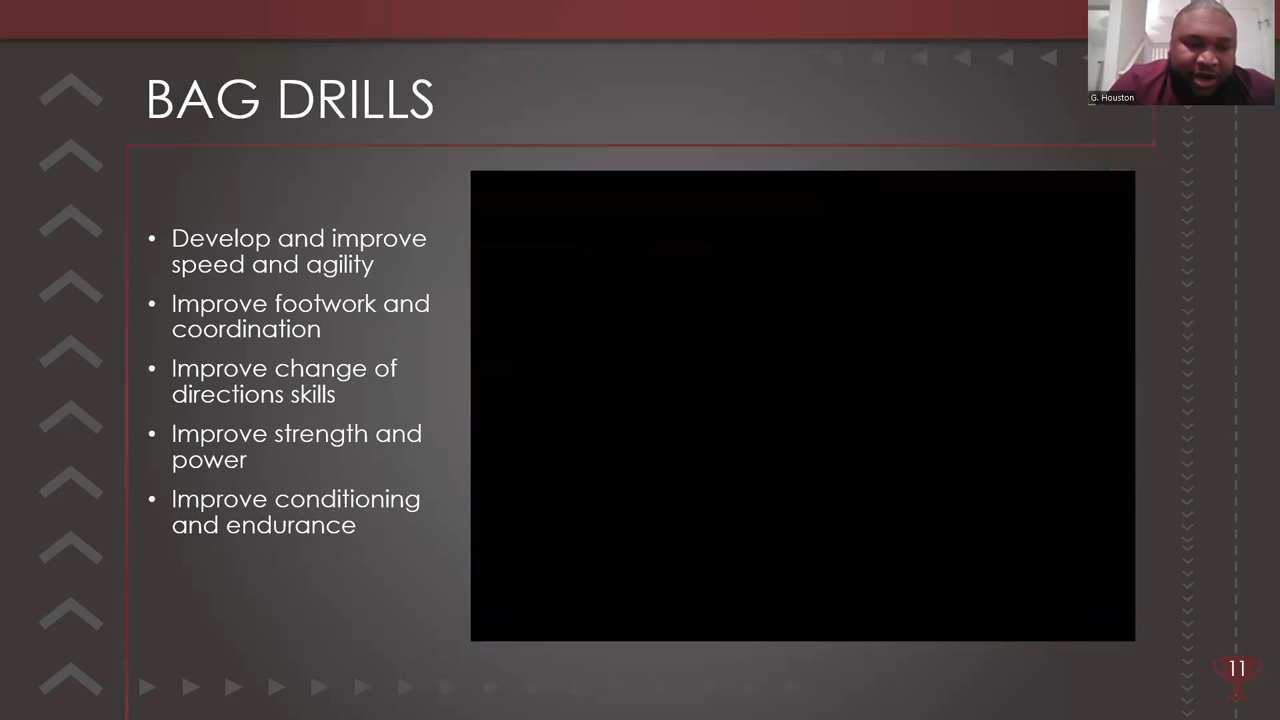 G. Houston
BAG DRILLS
• Develop and improve
speed and agility
• Improve footwork and
coordination
• Improve change of
directions skills
• Improve strength and
power
• Improve conditioning
and endurance
11